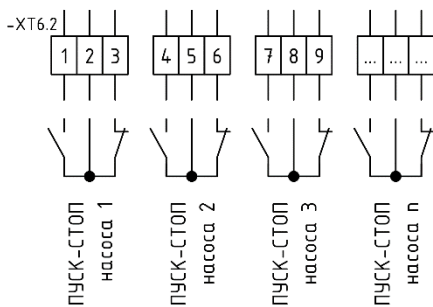 -XT6.2
1 2 3 4 5 6 7 8 9 ... ... ...
ПУСК-СТОП
насоса 1
ПУСК-СТОП
насоса 2
ПУСК-СТОП
насоса 3
ПУСК-СТОП
насоса n